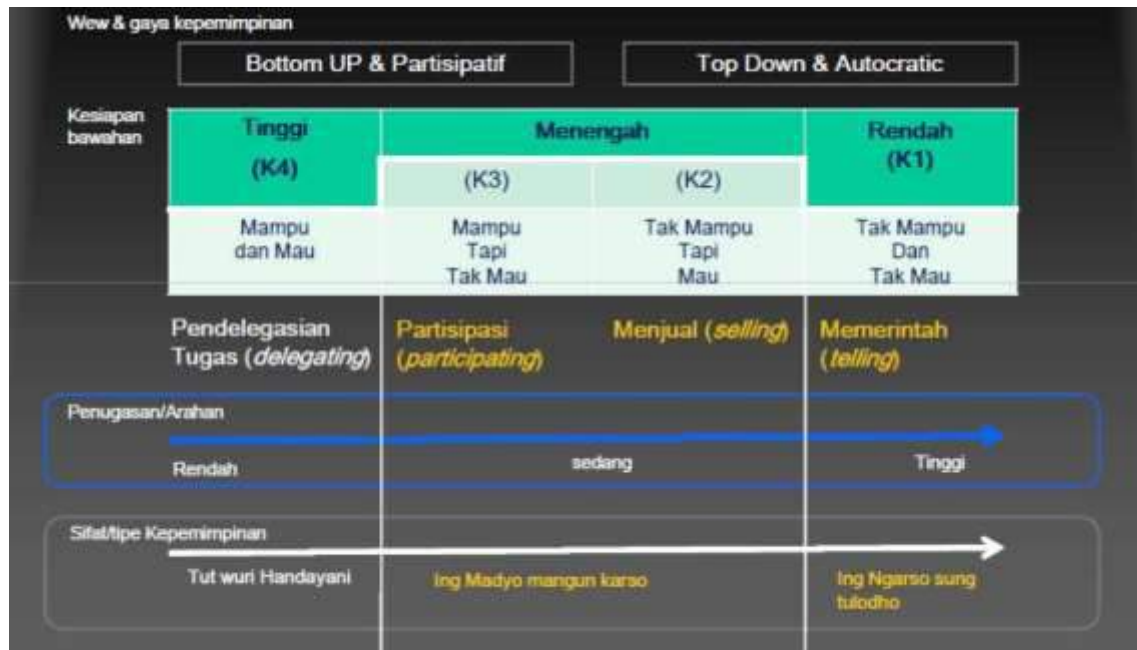 Wew & gaya kepemimpinan
Bottom UP & Partisipatif
Top Down & Autocratic
Kesiapan
bawahan
Tinggi
(K4)
Menengah
Rendah
(K1)
(K3)
(K2)
Mampu
dan Mau
Mampu
Tapi
Tak Mau
Tak Mampu
Tapi
Mau
Tak Mampu
Dan
Tak Mau
Pendelegasian
Tugas (delegating)
Partisipasi
(participating)
Menjual (selling)
Memerintah
(telling)
Penugasan/Arahan
Rendah
sedang
Tinggi
Sifat/tipe Kepemimpinan
Tut wuri Handayani
Ing Madyo mangun karso
Ing Ngarso sung
tulodho